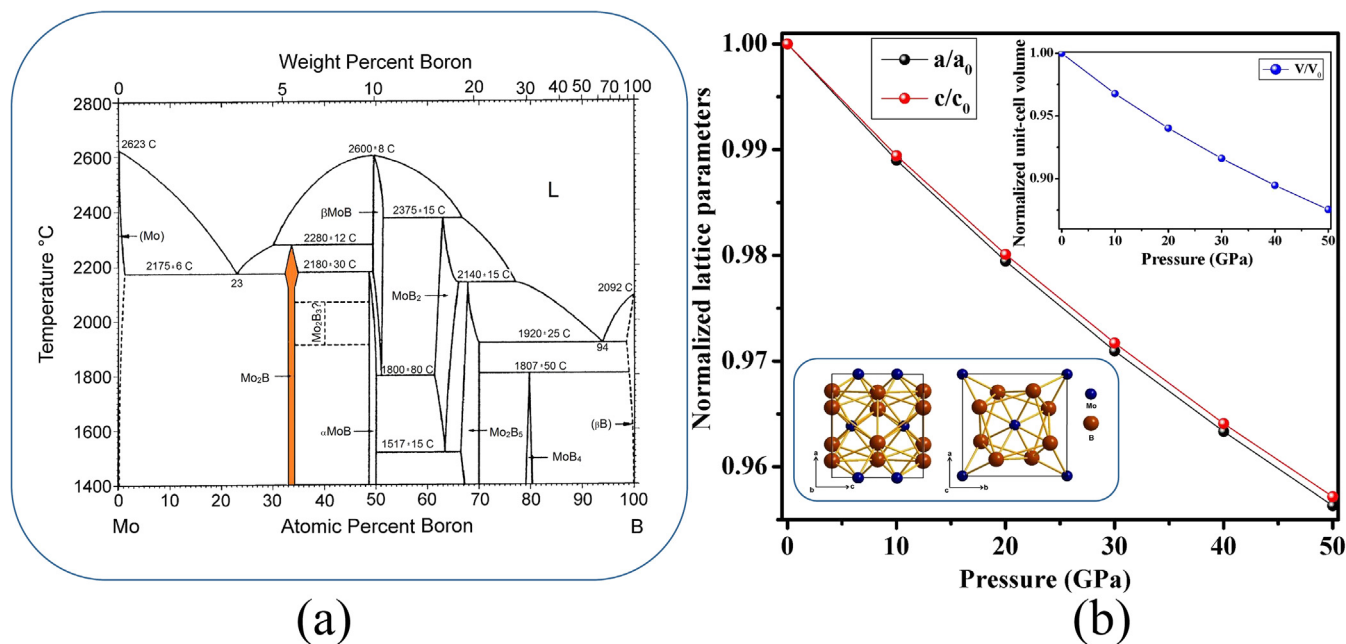 Weight Percent Boron
0 5 10 20 30 40 50 70 100
Temperature °C
2800
2600
2400
2200
2000
1800
1600
1400
0 10 20 30 40 50 60 70 80 90 100
Mo
Atomic Percent Boron
B
2623 C
2600±8 C
L
βMoB
2375±15 C
(Mo)
2280±12 C
2175±6 C
2180±30 C
2140±15 C
23
MoB2
2092 C
Mo2B3?
1920±25 C
94
Mo2B
1800±80 C
1807±50 C
αMoB
1517±15 C
Mo2B5
MoB4
(βB)
(a)
Normalized lattice parameters
1.00
0.99
0.98
0.97
0.96
0 10 20 30 40 50
Pressure (GPa)
a/a0
c/c0
Normalized unit-cell volume
1.00
0.95
0.90
0 10 20 30 40 50
Pressure (GPa)
V/V0
a
b
c
a
c
b
Mo
B
(b)